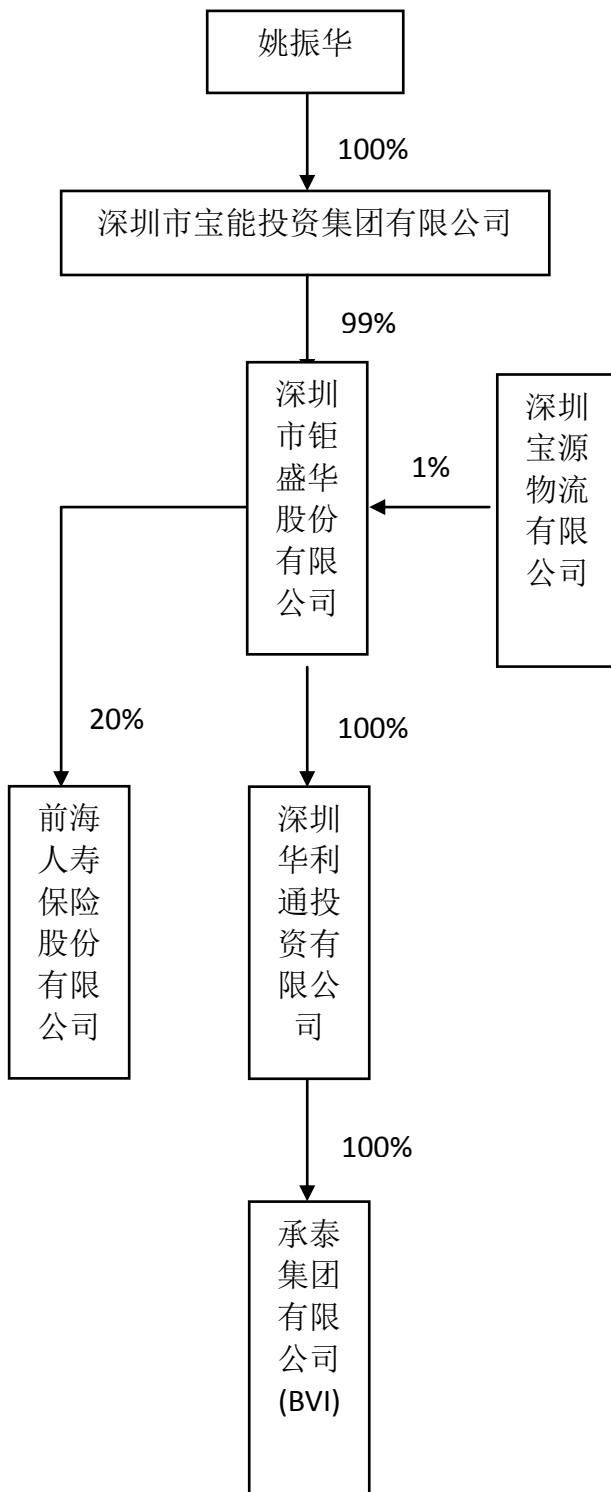 姚振华
100%
深圳市宝能投资集团有限公司
99%
深圳
市钜
盛华
股份
有限
公司
1%
深圳
宝源
物流
有限
公司
20%
100%
前海
人寿
保险
股份
有限
公司
深圳
华利
通投
资有
限公
司
100%
承泰
集团
有限
公司
(BVI)